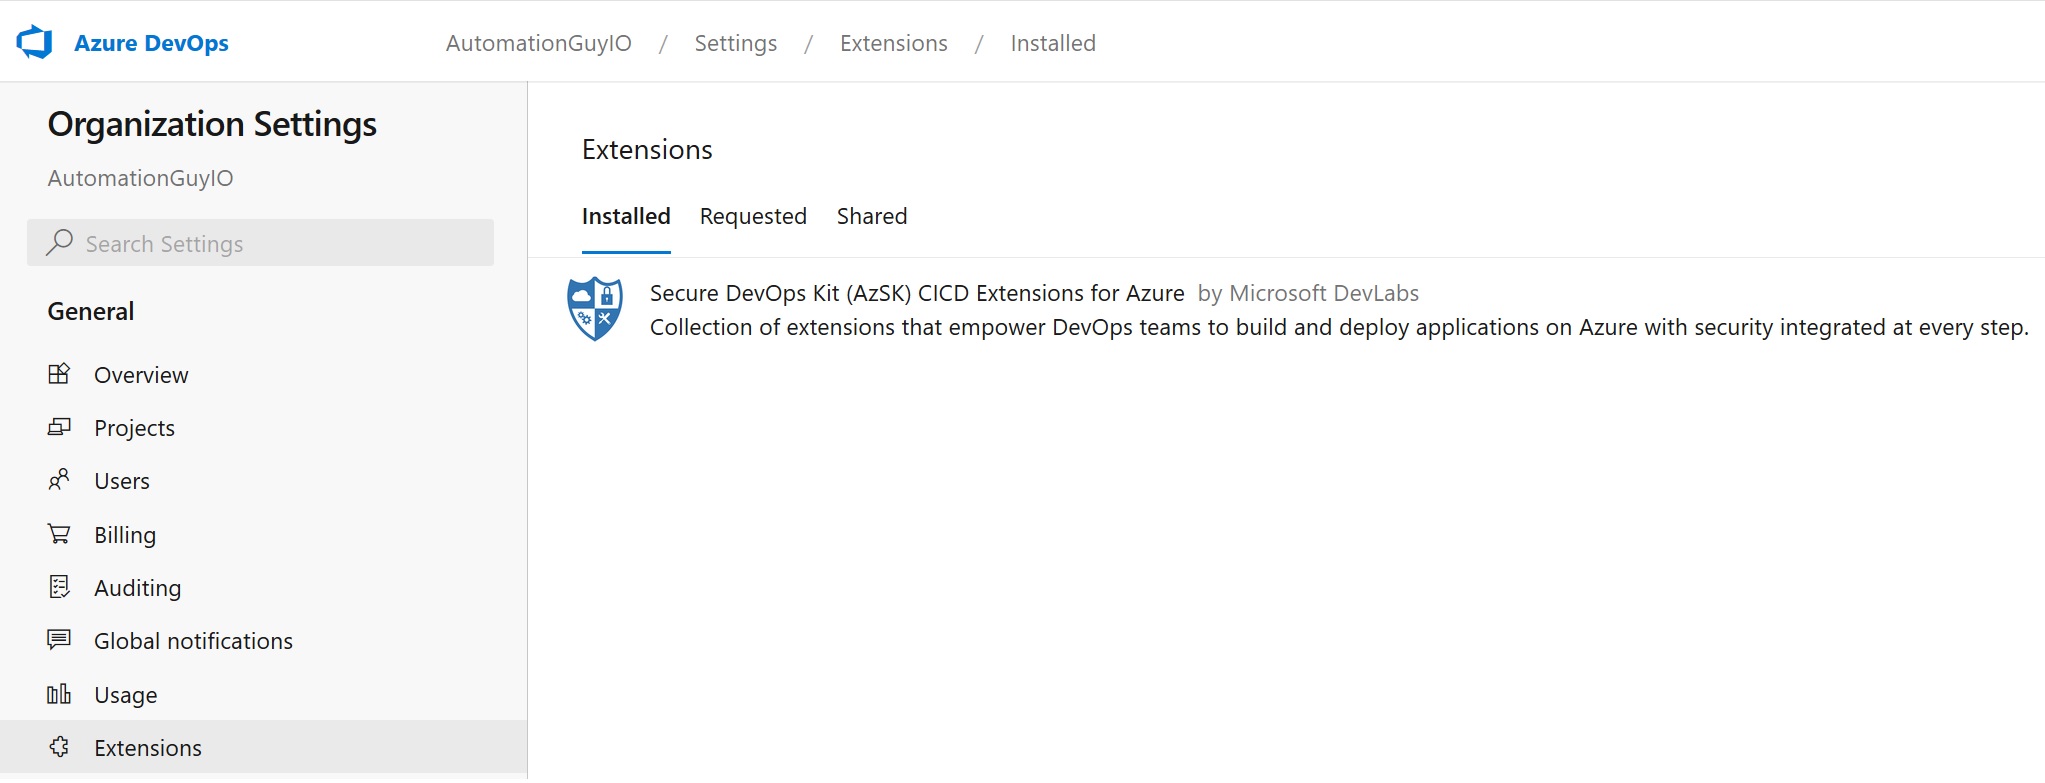 Azure DevOps
AutomationGuyIO / Settings / Extensions / Installed
Organization Settings
AutomationGuyIO
Search Settings
General
Overview
Projects
Users
Billing
Auditing
Global notifications
Usage
Extensions
Extensions
Installed Requested Shared
Secure DevOps Kit (AzSK) CICD Extensions for Azure by Microsoft DevLabs
Collection of extensions that empower DevOps teams to build and deploy applications on Azure with security integrated at every step.